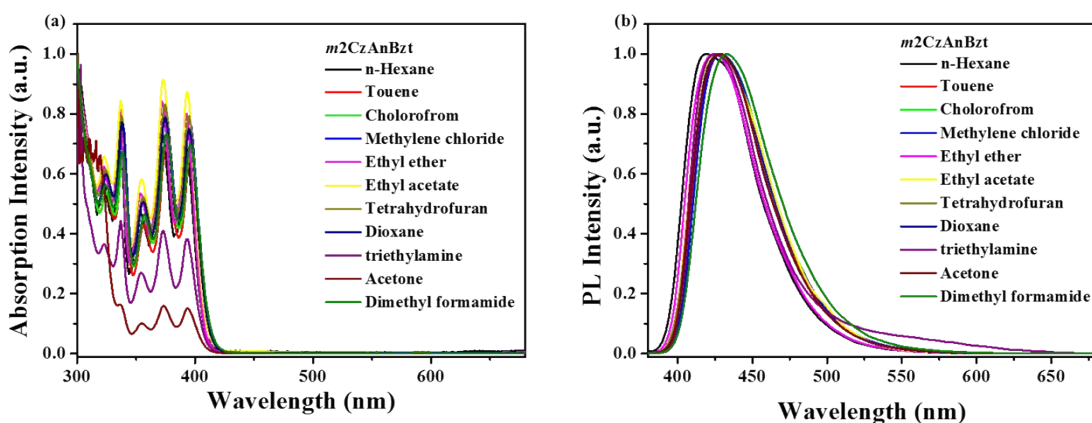 (a)
m2CzAnBzt
n-Hexane
Touene
Cholorofrom
Methylene chloride
Ethyl ether
Ethyl acetate
Tetrahydrofuran
Dioxane
triethylamine
Acetone
Dimethyl formamide
Absorption Intensity (a.u.)
1.0
0.8
0.6
0.4
0.2
0.0
300 400 500 600
Wavelength (nm)
(b)
m2CzAnBzt
n-Hexane
Touene
Cholorofrom
Methylene chloride
Ethyl ether
Ethyl acetate
Tetrahydrofuran
Dioxane
triethylamine
Acetone
Dimethyl formamide
PL Intensity (a.u.)
1.0
0.8
0.6
0.4
0.2
0.0
400 450 500 550 600 650
Wavelength (nm)